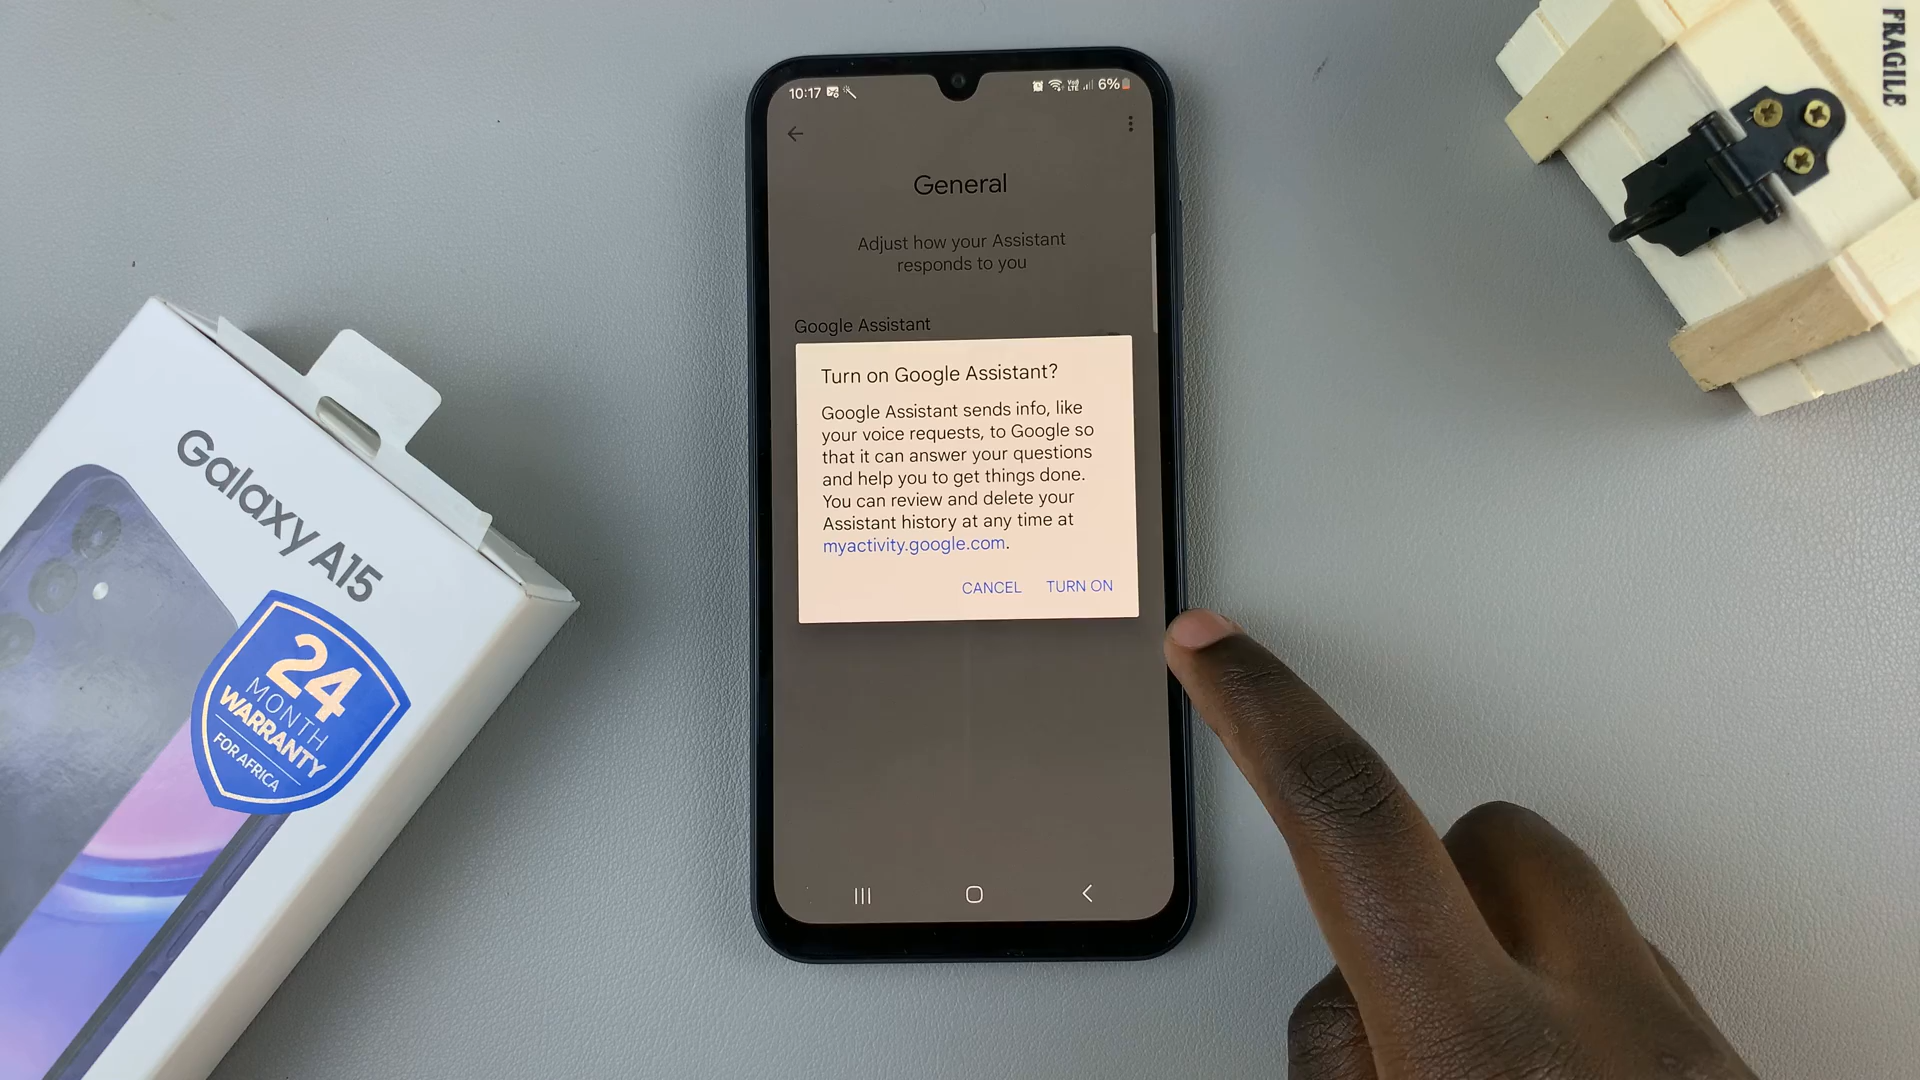 10:17
VoD
LTE
6%
General
Adjust how your Assistant
responds to you
Google Assistant
Turn on Google Assistant?
Google Assistant sends info, like
your voice requests, to Google so
that it can answer your questions
and help you to get things done.
You can review and delete your
Assistant history at any time at
myactivity.google.com.
CANCEL TURN ON
Galaxy A15
24
MONTH
WARRANTY
FOR AFRICA
FRAGILE